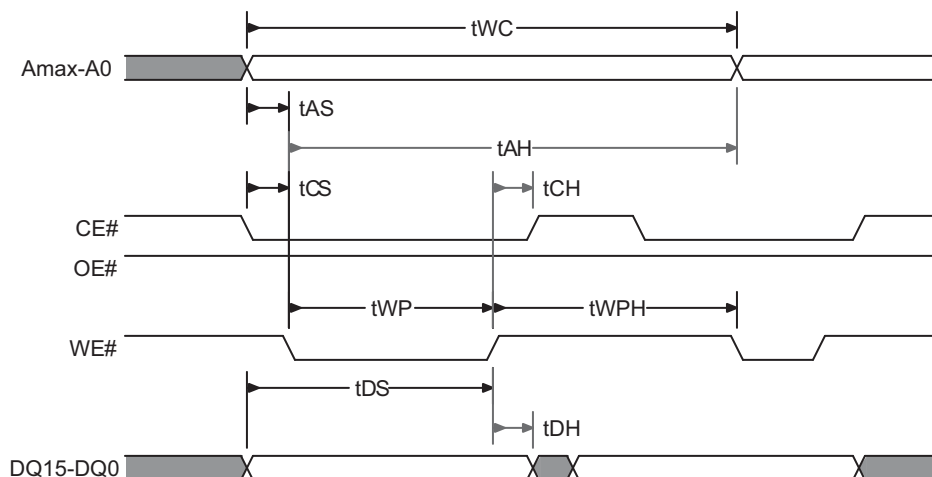 tWC
Amax-A0
tAS
tAH
tCS
tCH
CE#
OE#
tWP
tWPH
WE#
tDS
tDH
DQ15-DQ0